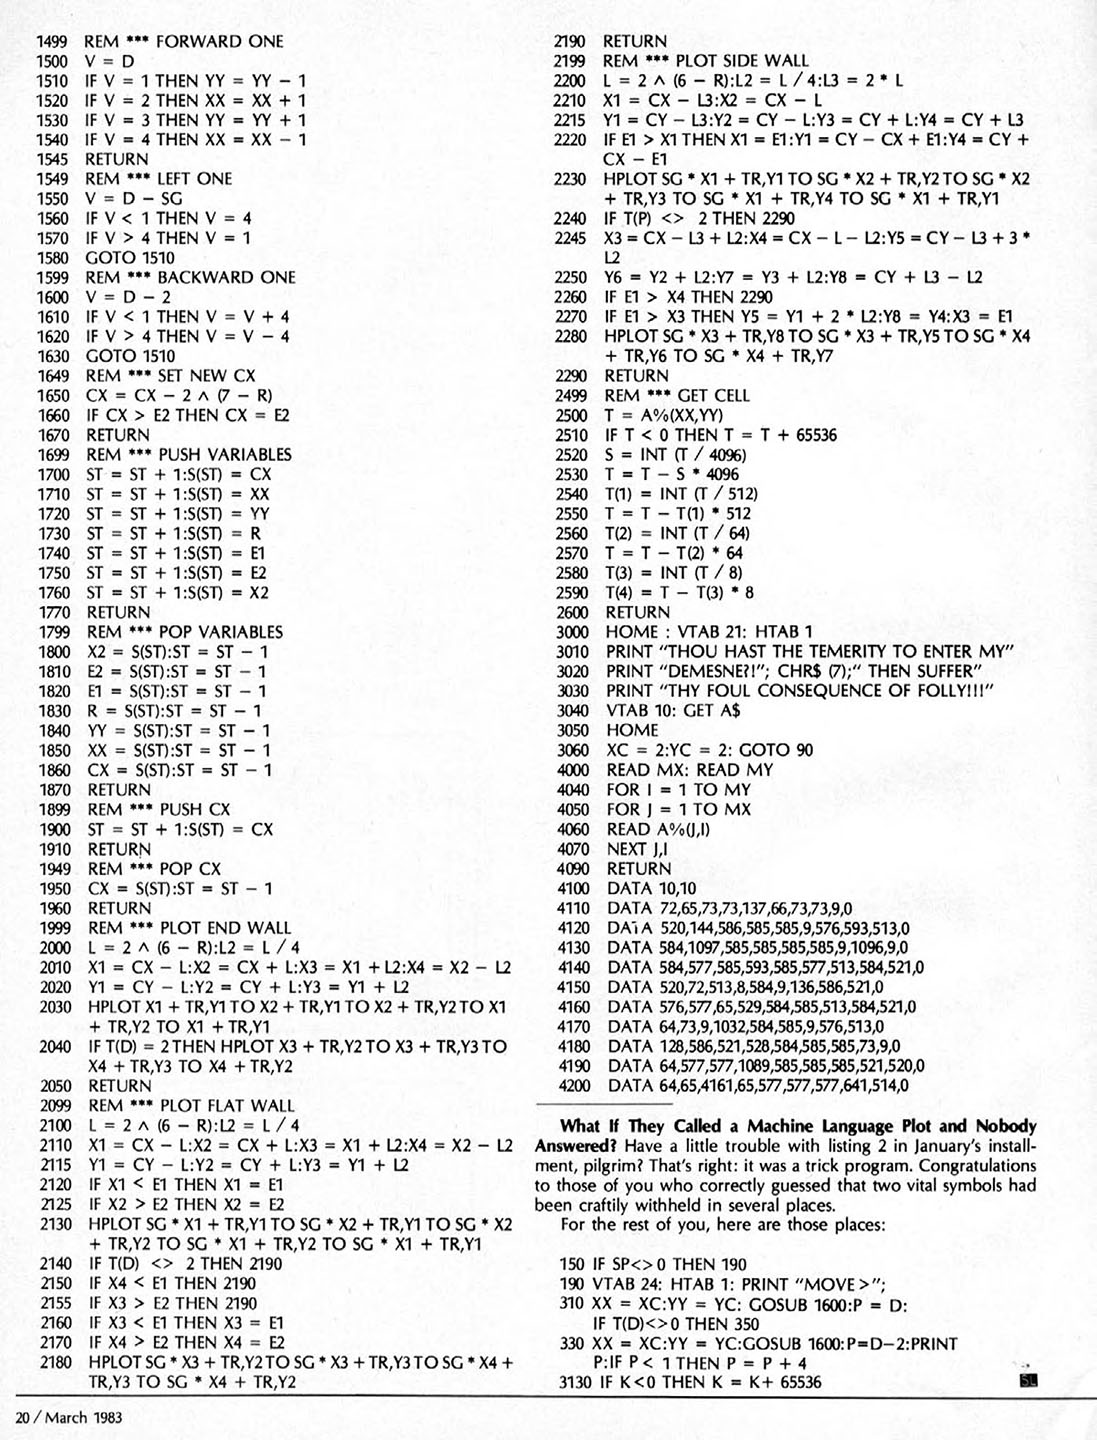 1499 REM *** FORWARD ONE
1500 V = D
1510 IF V = 1 THEN YY = YY − 1
1520 IF V = 2 THEN XX = XX + 1
1530 IF V = 3 THEN YY = YY + 1
1540 IF V = 4 THEN XX = XX − 1
1545 RETURN
1549 REM *** LEFT ONE
1550 V = D − SG
1560 IF V < 1 THEN V = 4
1570 IF V > 4 THEN V = 1
1580 GOTO 1510
1599 REM *** BACKWARD ONE
1600 V = D − 2
1610 IF V < 1 THEN V = V + 4
1620 IF V > 4 THEN V = V − 4
1630 GOTO 1510
1649 REM *** SET NEW CX
1650 CX = CX − 2 ∧ (7 − R)
1660 IF CX > E2 THEN CX = E2
1670 RETURN
1699 REM *** PUSH VARIABLES
1700 ST = ST + 1:S(ST) = CX
1710 ST = ST + 1:S(ST) = XX
1720 ST = ST + 1:S(ST) = YY
1730 ST = ST + 1:S(ST) = R
1740 ST = ST + 1:S(ST) = E1
1750 ST = ST + 1:S(ST) = E2
1760 ST = ST + 1:S(ST) = X2
1770 RETURN
1799 REM *** POP VARIABLES
1800 X2 = S(ST):ST = ST − 1
1810 E2 = S(ST):ST = ST − 1
1820 E1 = S(ST):ST = ST − 1
1830 R = S(ST):ST = ST − 1
1840 YY = S(ST):ST = ST − 1
1850 XX = S(ST):ST = ST − 1
1860 CX = S(ST):ST = ST − 1
1870 RETURN
1899 REM *** PUSH CX
1900 ST = ST + 1:S(ST) = CX
1910 RETURN
1949 REM *** POP CX
1950 CX = S(ST):ST = ST − 1
1960 RETURN
1999 REM *** PLOT END WALL
2000 L = 2 ∧ (6 − R):L2 = L / 4
2010 X1 = CX − L:X2 = CX + L:X3 = X1 + L2:X4 = X2 − L2
2020 Y1 = CY − L:Y2 = CY + L:Y3 = Y1 + L2
2030 HPLOT X1 + TR,Y1 TO X2 + TR,Y1 TO X2 + TR,Y2 TO X1
+ TR,Y2 TO X1 + TR,Y1
2040 IF T(D) = 2 THEN HPLOT X3 + TR,Y2 TO X3 + TR,Y3 TO
X4 + TR,Y3 TO X4 + TR,Y2
2050 RETURN
2099 REM *** PLOT FLAT WALL
2100 L = 2 ∧ (6 − R):L2 = L / 4
2110 X1 = CX − L:X2 = CX + L:X3 = X1 + L2:X4 = X2 − L2
2115 Y1 = CY − L:Y2 = CY + L:Y3 = Y1 + L2
2120 IF X1 < E1 THEN X1 = E1
2125 IF X2 > E2 THEN X2 = E2
2130 HPLOT SG * X1 + TR,Y1 TO SG * X2 + TR,Y1 TO SG * X2
+ TR,Y2 TO SG * X1 + TR,Y2 TO SG * X1 + TR,Y1
2140 IF T(D) <> 2 THEN 2190
2150 IF X4 < E1 THEN 2190
2155 IF X3 > E2 THEN 2190
2160 IF X3 < E1 THEN X3 = E1
2170 IF X4 > E2 THEN X4 = E2
2180 HPLOT SG * X3 + TR,Y2 TO SG * X3 + TR,Y3 TO SG * X4 +
TR,Y3 TO SG * X4 + TR,Y2
2190 RETURN
2199 REM *** PLOT SIDE WALL
2200 L = 2 ∧ (6 − R):L2 = L / 4:L3 = 2 * L
2210 X1 = CX − L3:X2 = CX − L
2215 Y1 = CY − L3:Y2 = CY − L:Y3 = CY + L:Y4 = CY + L3
2220 IF E1 > X1 THEN X1 = E1:Y1 = CY − CX + E1:Y4 = CY +
CX − E1
2230 HPLOT SG * X1 + TR,Y1 TO SG * X2 + TR,Y2 TO SG * X2
+ TR,Y3 TO SG * X1 + TR,Y4 TO SG * X1 + TR,Y1
2240 IF T(P) <> 2 THEN 2290
2245 X3 = CX − L3 + L2:X4 = CX − L − L2:Y5 = CY − L3 + 3 *
L2
2250 Y6 = Y2 + L2:Y7 = Y3 + L2:Y8 = CY + L3 − L2
2260 IF E1 > X4 THEN 2290
2270 IF E1 > X3 THEN Y5 = Y1 + 2 * L2:Y8 = Y4:X3 = E1
2280 HPLOT SG * X3 + TR,Y8 TO SG * X3 + TR,Y5 TO SG * X4
+ TR,Y6 TO SG * X4 + TR,Y7
2290 RETURN
2499 REM *** GET CELL
2500 T = A%(XX,YY)
2510 IF T < 0 THEN T = T + 65536
2520 S = INT (T / 4096)
2530 T = T − S * 4096
2540 T(1) = INT (T / 512)
2550 T = T − T(1) * 512
2560 T(2) = INT (T / 64)
2570 T = T − T(2) * 64
2580 T(3) = INT (T / 8)
2590 T(4) = T − T(3) * 8
2600 RETURN
3000 HOME : VTAB 21: HTAB 1
3010 PRINT "THOU HAST THE TEMERITY TO ENTER MY"
3020 PRINT "DEMESNE?!"; CHR$ (7);" THEN SUFFER"
3030 PRINT "THY FOUL CONSEQUENCE OF FOLLY!!!"
3040 VTAB 10: GET A$
3050 HOME
3060 XC = 2:YC = 2: GOTO 90
4000 READ MX: READ MY
4040 FOR I = 1 TO MY
4050 FOR J = 1 TO MX
4060 READ A%(J,I)
4070 NEXT J,I
4090 RETURN
4100 DATA 10,10
4110 DATA 72,65,73,73,137,66,73,73,9,0
4120 DATA 520,144,586,585,585,9,576,593,513,0
4130 DATA 584,1097,585,585,585,585,9,1096,9,0
4140 DATA 584,577,585,593,585,577,513,584,521,0
4150 DATA 520,72,513,8,584,9,136,586,521,0
4160 DATA 576,577,65,529,584,585,513,584,521,0
4170 DATA 64,73,9,1032,584,585,9,576,513,0
4180 DATA 128,586,521,528,584,585,585,73,9,0
4190 DATA 64,577,577,1089,585,585,585,521,520,0
4200 DATA 64,65,4161,65,577,577,577,641,514,0
What If They Called a Machine Language Plot and Nobody
Answered? Have a little trouble with listing 2 in January's install-
ment, pilgrim? That's right: it was a trick program. Congratulations
to those of you who correctly guessed that two vital symbols had
been craftily withheld in several places.
For the rest of you, here are those places:
150 IF SP<>0 THEN 190
190 VTAB 24: HTAB 1: PRINT "MOVE>";
310 XX = XC:YY = YC: GOSUB 1600:P = D:
IF T(D)<>0 THEN 350
330 XX = XC:YY = YC:GOSUB 1600:P=D−2:PRINT
P:IF P< 1 THEN P = P + 4
3130 IF K<0 THEN K = K+ 65536
SL
20 / March 1983